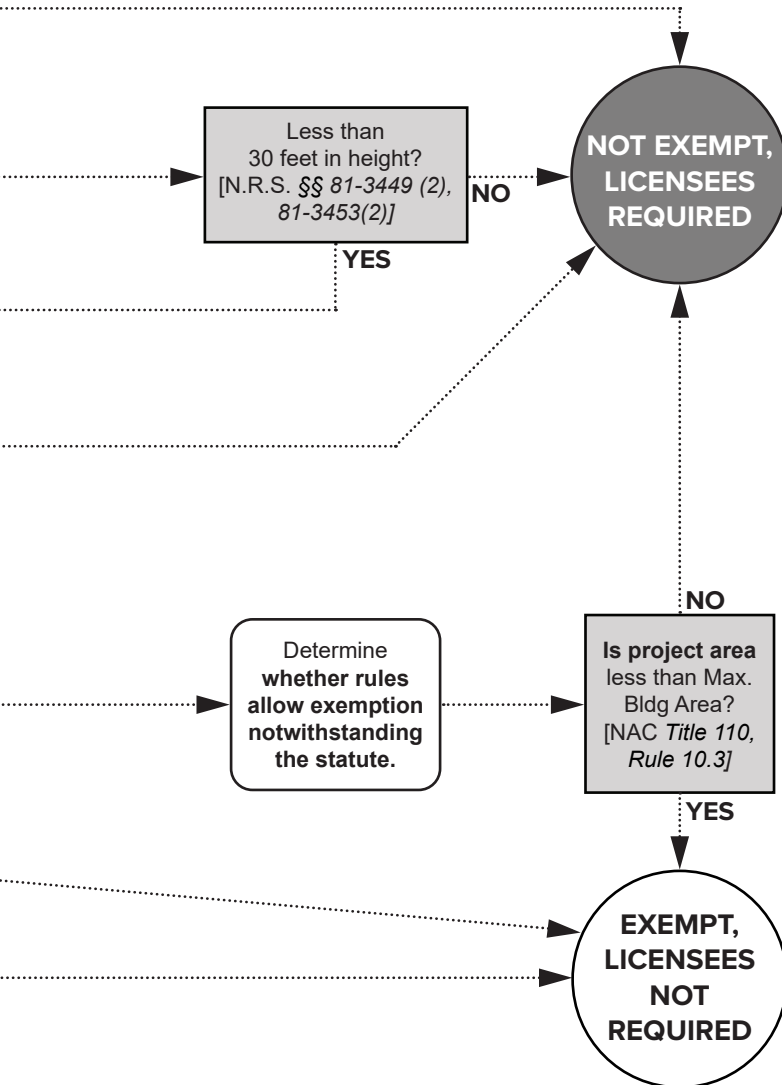 Less than
30 feet in height?
[N.R.S. §§ 81-3449 (2),
81-3453(2)]
NO
YES
NOT EXEMPT,
LICENSEES
REQUIRED
Determine
whether rules
allow exemption
notwithstanding
the statute.
NO
Is project area
less than Max.
Bldg Area?
[NAC Title 110,
Rule 10.3]
YES
EXEMPT,
LICENSEES
NOT
REQUIRED